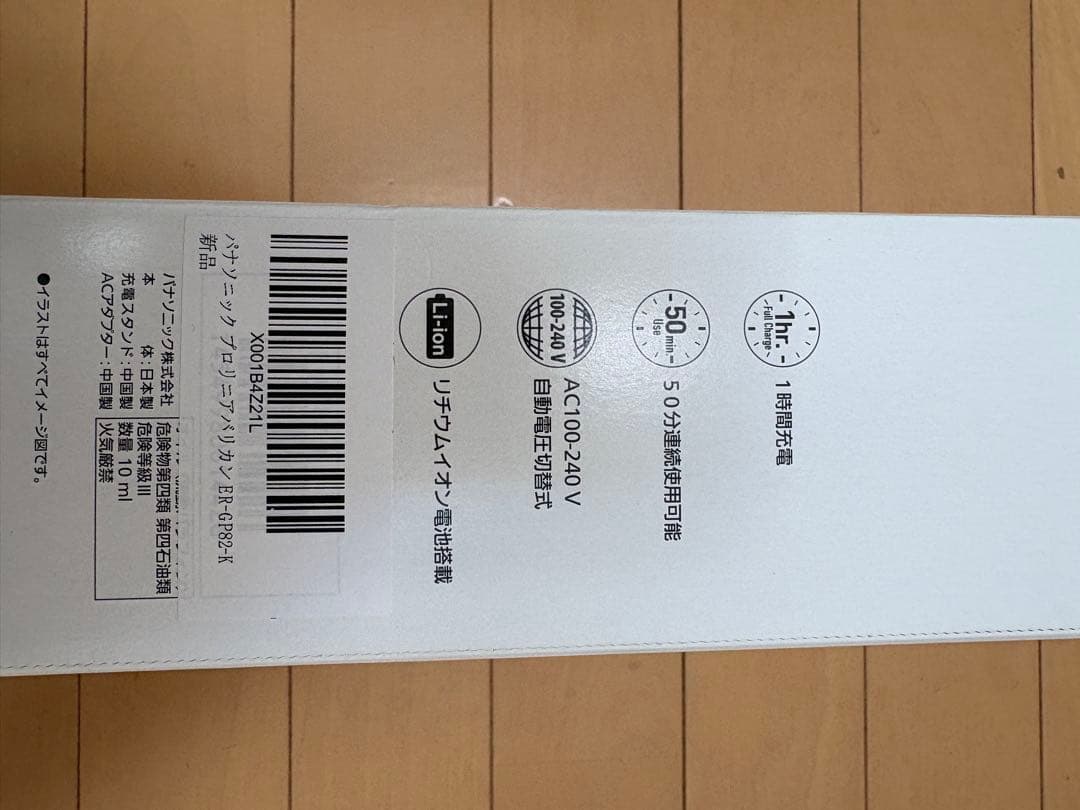 - 1hr. -
Full Charge
1時間充電
- 50 min. -
Use
50分連続使用可能
100-240 V
AC100-240 V
自動電圧切替式
Li-ion
リチウムイオン電池搭載
X001B4Z21L
パナソニック プロリニアバリカン ER-GP82-K
新品
パナソニック株式会社
本　　体:日本製
充電スタンド:中国製
ACアダプター:中国製
危険物第四類 第四石油類
危険等級Ⅲ
数量 10 ml
火気厳禁
●イラストはすべてイメージ図です。